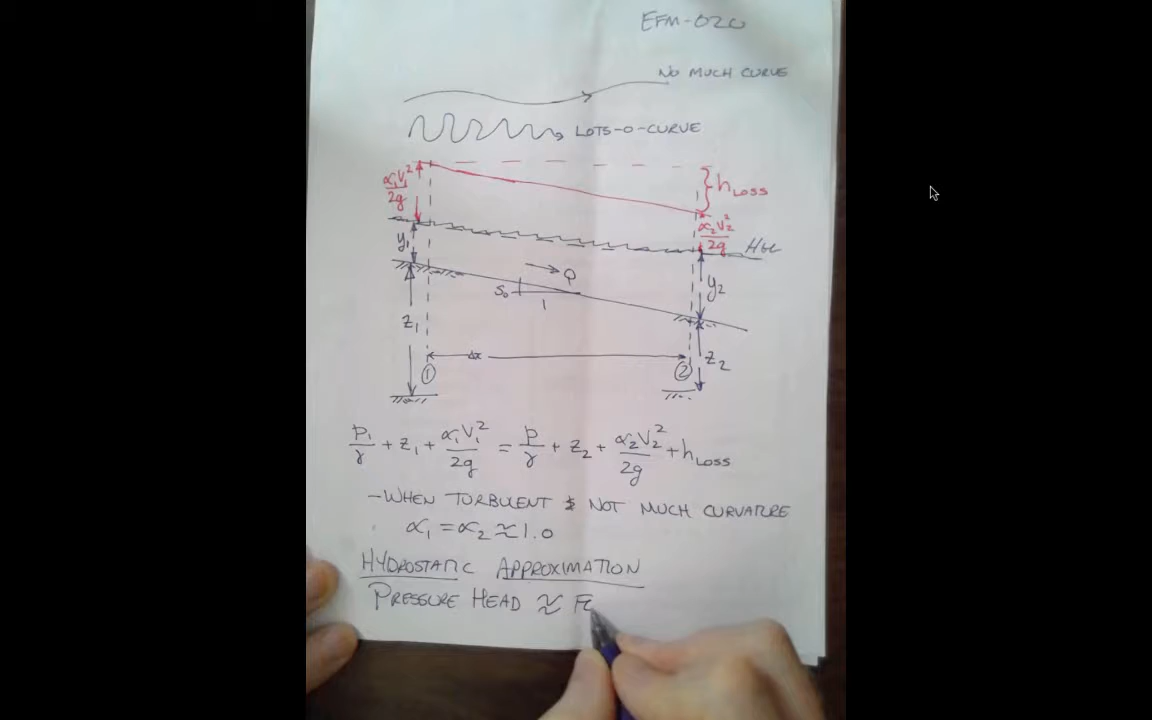 EFM-020
NO MUCH CURVE
LOTS-O-CURVE
α₁V₁²/2g
h LOSS
y₁
α₂V₂²/2g
HGL
Q
S₀
1
y₂
z₁
Δx
z₂
① ②
P₁/γ + z₁ + α₁V₁²/2g = P/γ + z₂ + α₂V₂²/2g + h LOSS
- WHEN TURBULENT & NOT MUCH CURVATURE
α₁ = α₂ ≈ 1.0
HYDROSTATIC APPROXIMATION
PRESSURE HEAD ≈